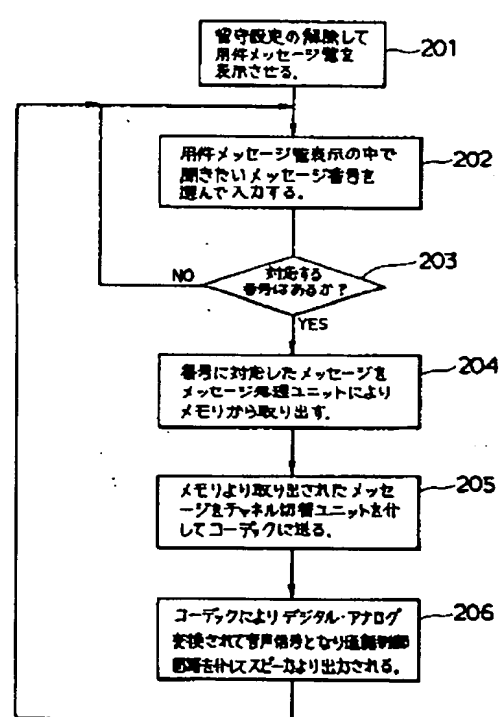 留守設定の解除して
用件メッセージ覧を
表示させる。
201
用件メッセージ覧表示の中で
聞きたいメッセージ番号を
選んで入力する。
202
対応する
番号はあるか？
203
NO
YES
番号に対応したメッセージを
メッセージ処理ユニットにより
メモリから取り出す。
204
メモリより取り出されたメッセ
ージをチャネル切替ユニットを介
してコーデックに送る。
205
コーデックによりデジタル・アナログ
変換されて音声信号となり通話制御
回路を介してスピーカより出力される。
206